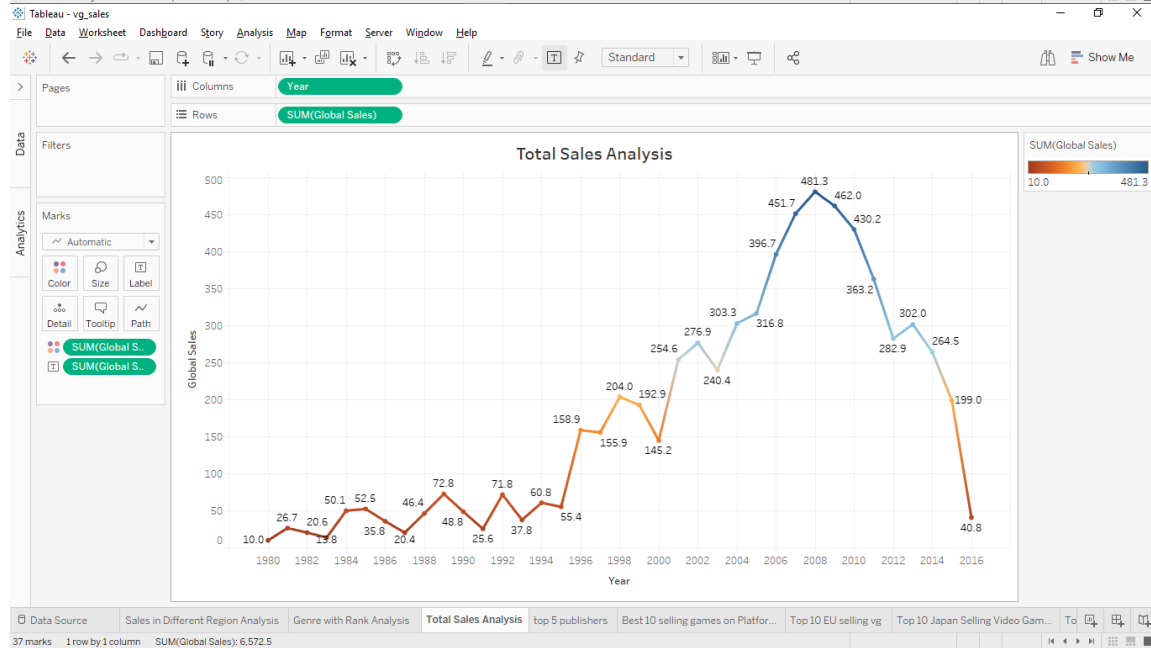 Tableau - vg_sales
File Data Worksheet Dashboard Story Analysis Map Format Server Window Help
Standard
Show Me
Pages
Columns
Year
Rows
SUM(Global Sales)
Data
Analytics
Filters
Marks
Automatic
Color Size Label
Detail Tooltip Path
SUM(Global S..
SUM(Global S..
Total Sales Analysis
Global Sales
500
450
400
350
300
250
200
150
100
50
0
10.0
26.7
20.6
13.8
50.1
52.5
35.8
20.4
46.4
72.8
48.8
25.6
71.8
37.8
60.8
55.4
158.9
155.9
204.0
192.9
145.2
254.6
276.9
240.4
303.3
316.8
396.7
451.7
481.3
462.0
430.2
363.2
282.9
302.0
264.5
199.0
40.8
1980 1982 1984 1986 1988 1990 1992 1994 1996 1998 2000 2002 2004 2006 2008 2010 2012 2014 2016
Year
SUM(Global Sales)
10.0 481.3
Data Source Sales in Different Region Analysis Genre with Rank Analysis Total Sales Analysis top 5 publishers Best 10 selling games on Platfor... Top 10 EU selling vg Top 10 Japan Selling Video Gam... To
37 marks 1 row by 1 column SUM(Global Sales): 6,572.5